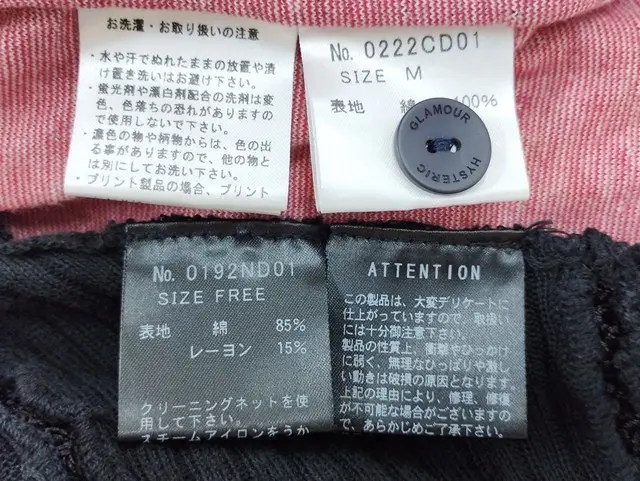 お洗濯・お取り扱いの注意
・水や汗でぬれたままの放置や漬
け置き洗いはお避け下さい。
・蛍光剤や漂白剤配合の洗剤は変
色、色落ちの恐れがありますの
で使用しないで下さい。
・濃色の物や柄物からは、色の出
る事がありますので、他の物と
は別にしてお洗い下さい。
・プリント製品の場合、プリント
No. 0222CD01
SIZE M
表地 綿 100%
GLAMOUR
HYSTERIC
No. 0192ND01
SIZE FREE
表地 綿 85%
レーヨン 15%
クリーニングネットを使
用して下さい。
スチームアイロンをうか
ATTENTION
この製品は、大変デリケートに
仕上がっていますので、取扱い
には十分御注意下さい。
製品の性質上、衝撃やひっかけ
に弱く、無理なひっぱりや激し
い動きは破損の原因となります。
上記の理由により、修理、修復
が不可能な場合がございますの
で、あらかじめご了承下さい。